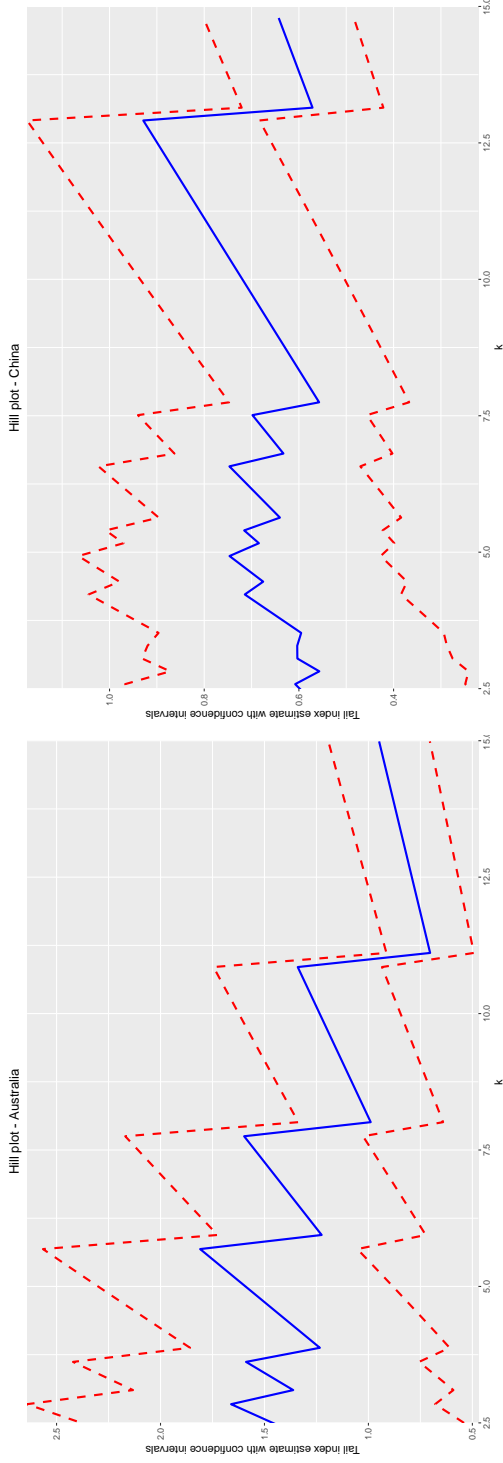 Hill plot - Australia
Tail index estimate with confidence intervals
2.5
2.0
1.5
1.0
0.5
2.5 5.0 7.5 10.0 12.5 15.0
k
Hill plot - China
Tail index estimate with confidence intervals
1.0
0.8
0.6
0.4
2.5 5.0 7.5 10.0 12.5 15.0
k